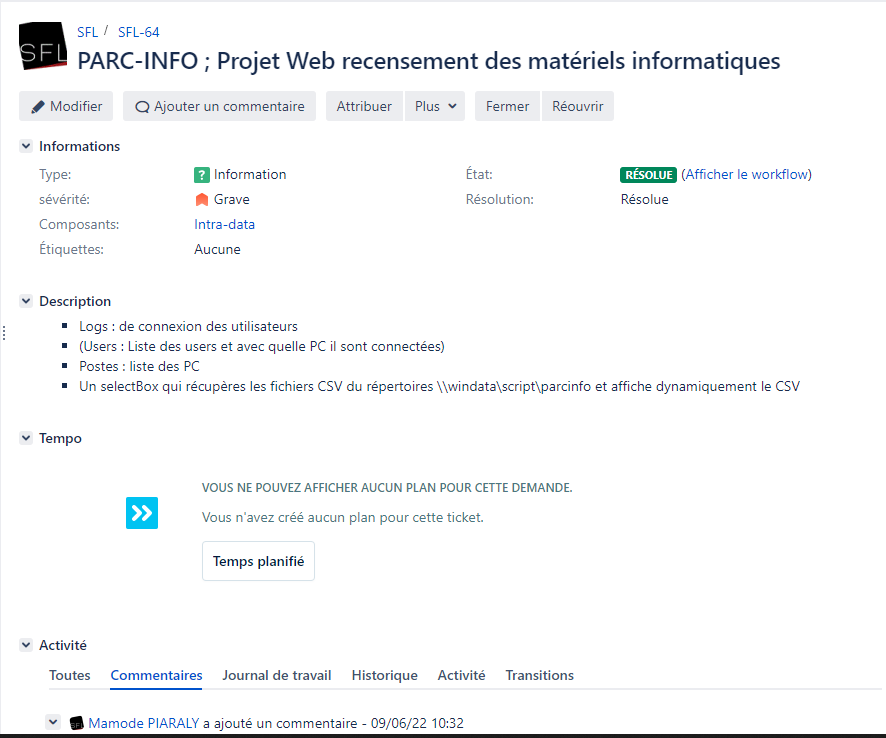 SFL
SFL / SFL-64
PARC-INFO ; Projet Web recensement des matériels informatiques
Modifier Ajouter un commentaire Attribuer Plus Fermer Réouvrir
Informations
Type: ? Information État: RÉSOLUE (Afficher le workflow)
sévérité: Grave Résolution: Résolue
Composants: Intra-data
Étiquettes: Aucune
Description
Logs : de connexion des utilisateurs
(Users : Liste des users et avec quelle PC il sont connectées)
Postes : liste des PC
Un selectBox qui récupères les fichiers CSV du répertoires \\windata\script\parcinfo et affiche dynamiquement le CSV
Tempo
VOUS NE POUVEZ AFFICHER AUCUN PLAN POUR CETTE DEMANDE.
Vous n'avez créé aucun plan pour cette ticket.
Temps planifié
Activité
Toutes Commentaires Journal de travail Historique Activité Transitions
SFL Mamode PIARALY a ajouté un commentaire - 09/06/22 10:32